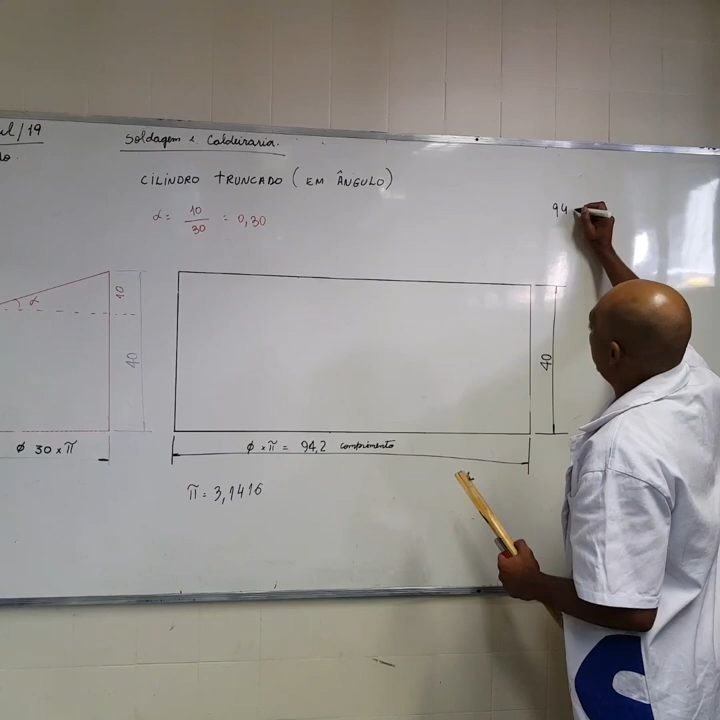 ul/19
Soldagem e Caldeiraria.
CILINDRO TRUNCADO (EM ÂNGULO)
α = 10/30 = 0,30
94
α
10
40
40
φ 30 x π
φ x π = 94,2 comprimento
π = 3,1416